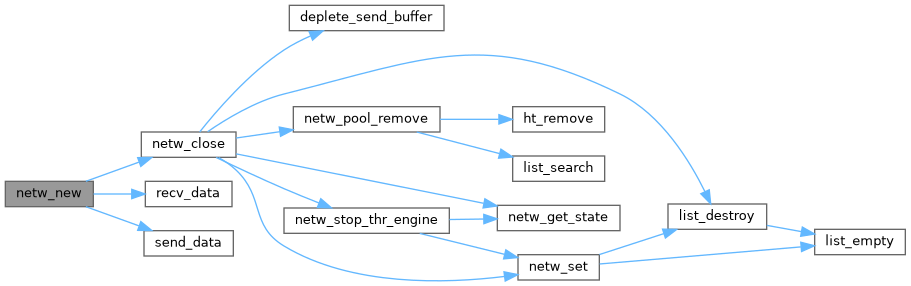 deplete_send_buffer
netw_pool_remove
ht_remove
netw_close
list_search
netw_new
recv_data
netw_stop_thr_engine
netw_get_state
list_destroy
send_data
list_empty
netw_set